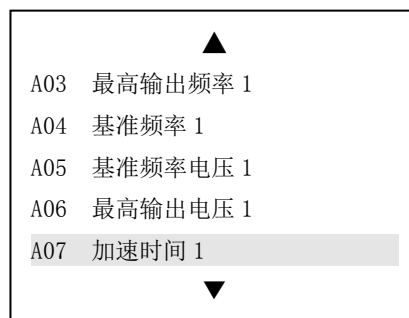 ▲
A03 最高输出频率 1
A04 基准频率 1
A05 基准频率电压 1
A06 最高输出电压 1
A07 加速时间 1
▼